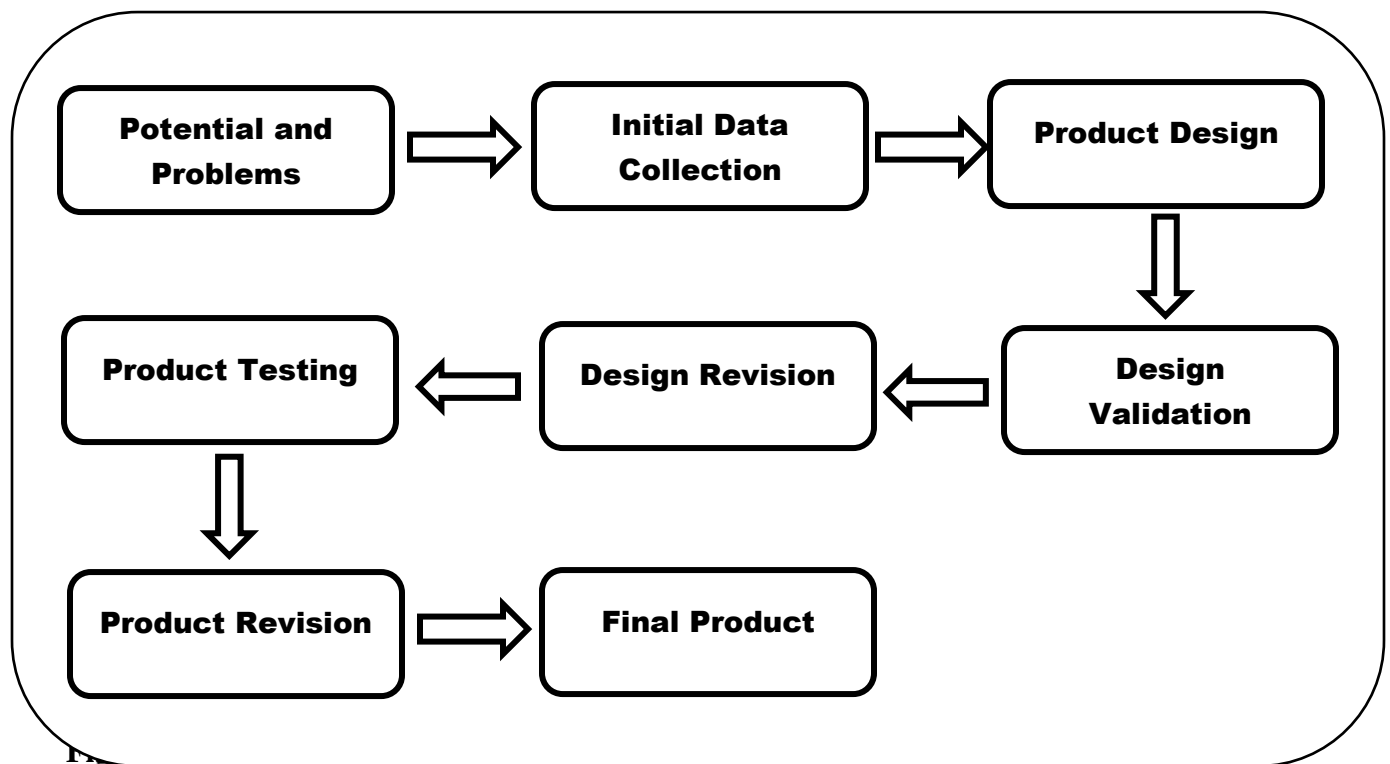 Potential and
Problems
Initial Data
Collection
Product Design
Design
Validation
Design Revision
Product Testing
Product Revision
Final Product